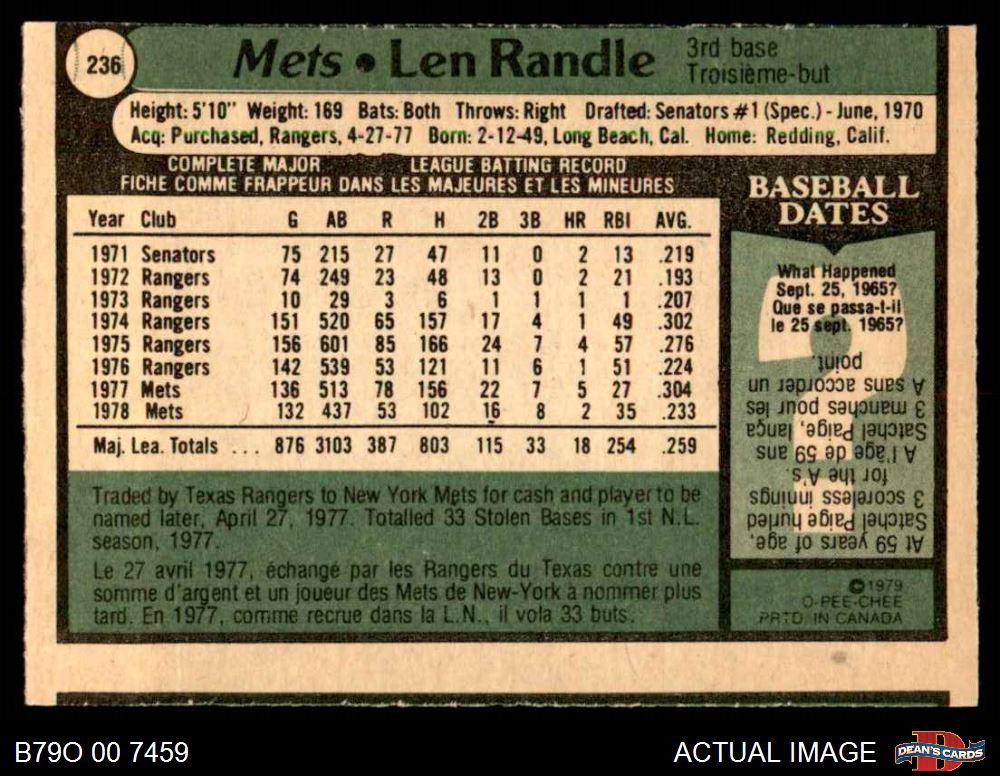 236
Mets • Len Randle
3rd base
Troisième-but
Height: 5'10" Weight: 169 Bats: Both Throws: Right Drafted: Senators #1 (Spec.) - June, 1970
Acq: Purchased, Rangers, 4-27-77 Born: 2-12-49, Long Beach, Cal. Home: Redding, Calif.
COMPLETE MAJOR LEAGUE BATTING RECORD
FICHE COMME FRAPPEUR DANS LES MAJEURES ET LES MINEURES
Year Club G AB R H 2B 3B HR RBI AVG.
1971 Senators 75 215 27 47 11 0 2 13 .219
1972 Rangers 74 249 23 48 13 0 2 21 .193
1973 Rangers 10 29 3 6 1 1 1 1 .207
1974 Rangers 151 520 65 157 17 4 1 49 .302
1975 Rangers 156 601 85 166 24 7 4 57 .276
1976 Rangers 142 539 53 121 11 6 1 51 .224
1977 Mets 136 513 78 156 22 7 5 27 .304
1978 Mets 132 437 53 102 16 8 2 35 .233
Maj. Lea. Totals ... 876 3103 387 803 115 33 18 254 .259
Traded by Texas Rangers to New York Mets for cash and player to be
named later, April 27, 1977. Totalled 33 Stolen Bases in 1st N.L.
season, 1977.
Le 27 avril 1977, échangé par les Rangers du Texas contre une
somme d'argent et un joueur des Mets de New-York à nommer plus
tard. En 1977, comme recrue dans la L.N., il vola 33 buts.
BASEBALL
DATES
What Happened
Sept. 25, 1965?
Que se passa-t-il
le 25 sept. 1965?
At 59 years of age,
Satchel Paige hurled
3 scoreless innings
for the A's.
A l'âge de 59 ans
Satchel Paige, lança
3 manches pour les
A sans accorder un
point.
©1979
O-PEE-CHEE
PRTD. IN CANADA
B79O 00 7459
ACTUAL IMAGE
DEAN'S CARDS